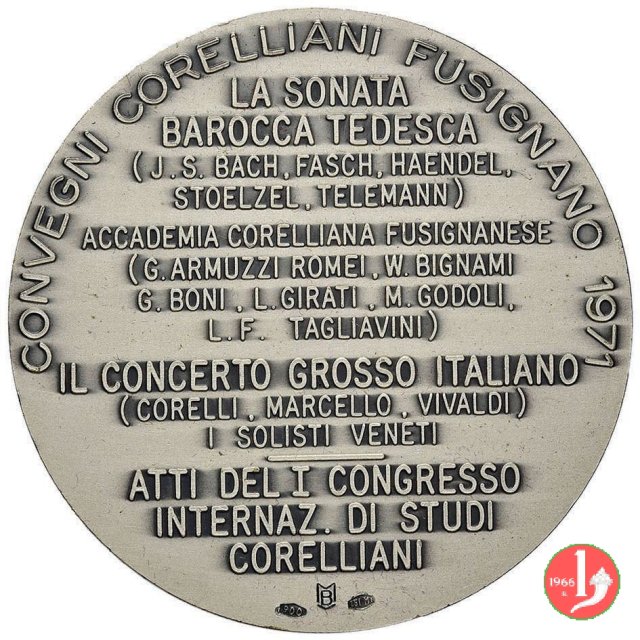 CONVEGNI CORELLIANI FUSIGNANO 1971
LA SONATA
BAROCCA TEDESCA
(J.S. BACH, FASCH, HAENDEL,
STOELZEL, TELEMANN)
ACCADEMIA CORELLIANA FUSIGNANESE
(G. ARMUZZI ROMEI, W. BIGNAMI
G. BONI, L. GIRATI, M. GODOLI,
L.F. TAGLIAVINI)
IL CONCERTO GROSSO ITALIANO
(CORELLI, MARCELLO, VIVALDI)
I SOLISTI VENETI
ATTI DEL I CONGRESSO
INTERNAZ. DI STUDI
CORELLIANI
1966